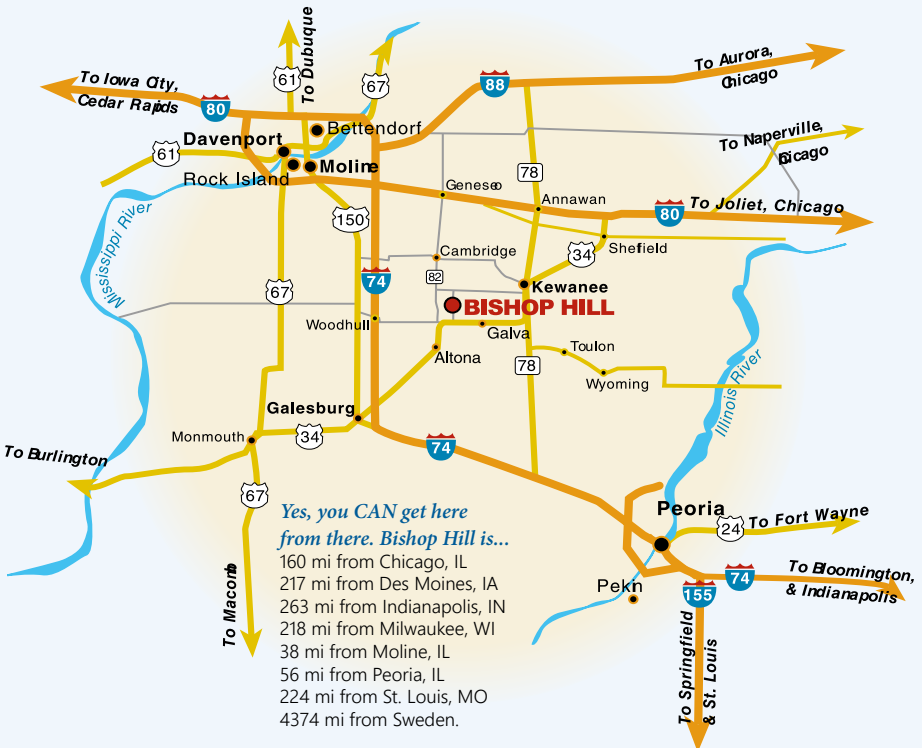 To Dubuque
61
67
To Iowa City,
Cedar Rapids
80
88
To Aurora,
Chicago
Bettendorf
Davenport
61
Rock Island
Moline
To Naperville,
hicago
78
Geneseo
Annawan
80
To Joliet, Chicago
Mississippi River
150
Sheffield
34
Cambridge
74
82
Kewanee
67
BISHOP HILL
Woodhull
Galva
Altona
78
Toulon
Wyoming
Illinois River
Galesburg
Monmouth
34
74
To Burlington
67
To Macomb
Yes, you CAN get here
from there. Bishop Hill is...
160 mi from Chicago, IL
217 mi from Des Moines, IA
263 mi from Indianapolis, IN
218 mi from Milwaukee, WI
38 mi from Moline, IL
56 mi from Peoria, IL
224 mi from St. Louis, MO
4374 mi from Sweden.
Peoria
24
To Fort Wayne
Pekin
74
To Bloomington,
& Indianapolis
155
To Springfield
& St. Louis